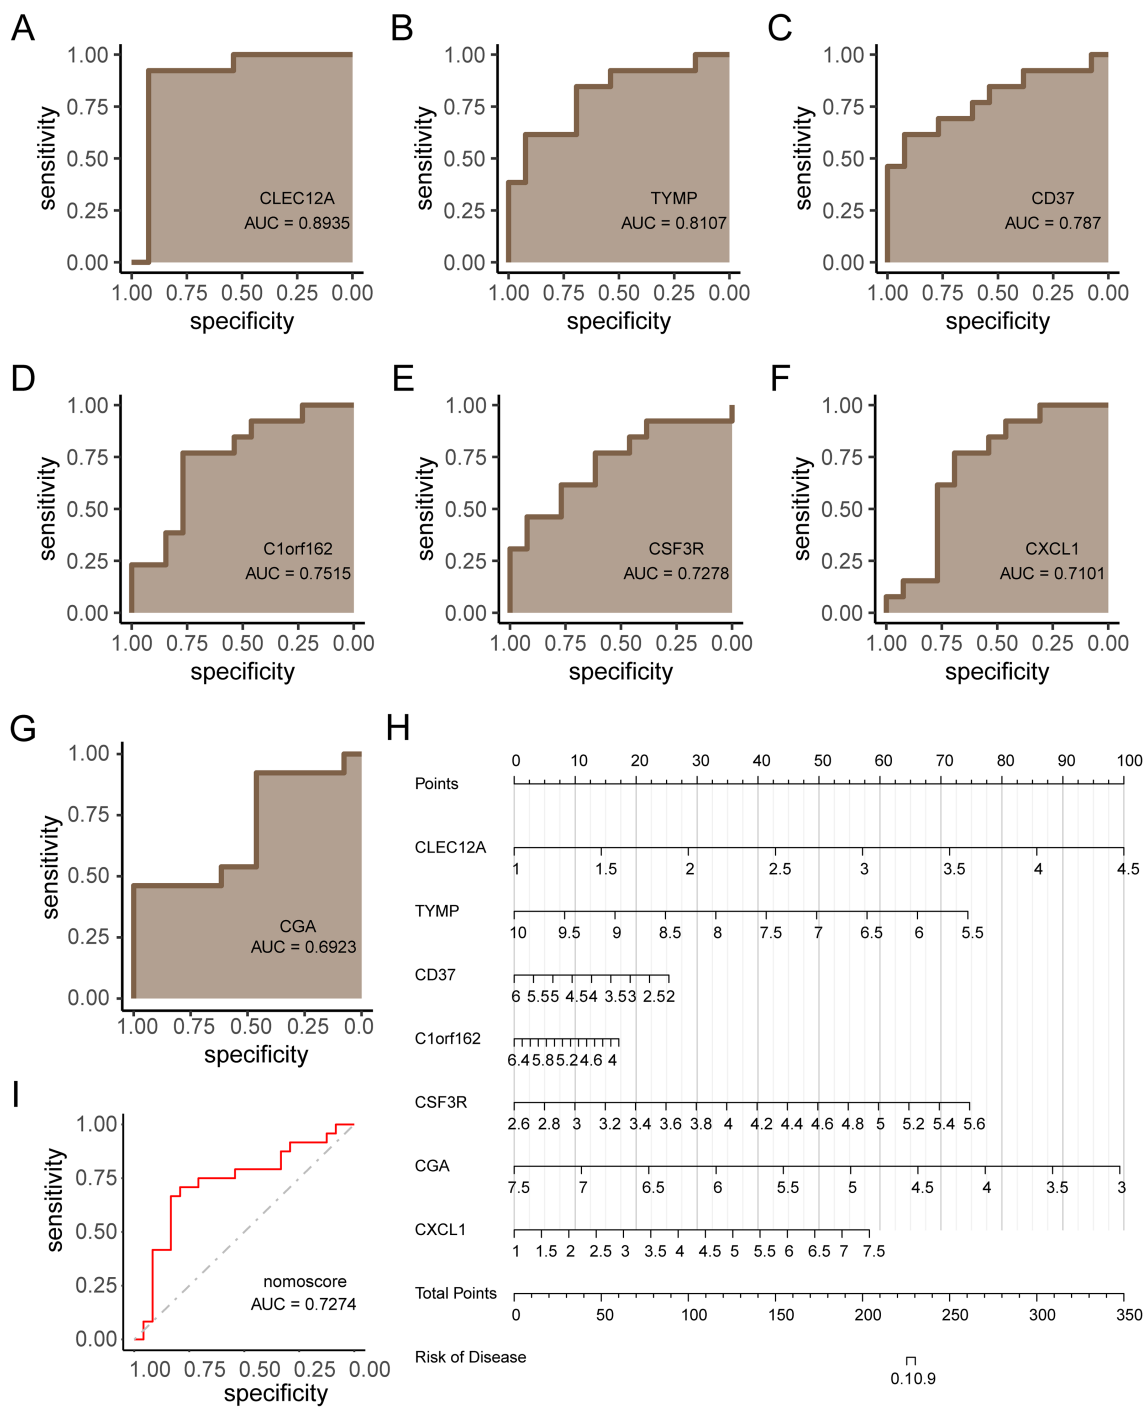 A
1.00
0.75
0.50
0.25
0.00
sensitivity
CLEC12A
AUC = 0.8935
1.00 0.75 0.50 0.25 0.00
specificity
B
1.00
0.75
0.50
0.25
0.00
sensitivity
TYMP
AUC = 0.8107
1.00 0.75 0.50 0.25 0.00
specificity
C
1.00
0.75
0.50
0.25
0.00
sensitivity
CD37
AUC = 0.787
1.00 0.75 0.50 0.25 0.00
specificity
D
1.00
0.75
0.50
0.25
0.00
sensitivity
C1orf162
AUC = 0.7515
1.00 0.75 0.50 0.25 0.00
specificity
E
1.00
0.75
0.50
0.25
0.00
sensitivity
CSF3R
AUC = 0.7278
1.00 0.75 0.50 0.25 0.00
specificity
F
1.00
0.75
0.50
0.25
0.00
sensitivity
CXCL1
AUC = 0.7101
1.00 0.75 0.50 0.25 0.00
specificity
G
1.00
0.75
0.50
0.25
0.00
sensitivity
CGA
AUC = 0.6923
1.00 0.75 0.50 0.25 0.0
specificity
H
0 10 20 30 40 50 60 70 80 90 100
Points
CLEC12A
1 1.5 2 2.5 3 3.5 4 4.5
TYMP
10 9.5 9 8.5 8 7.5 7 6.5 6 5.5
CD37
6 5.55 4.54 3.53 2.52
C1orf162
6.4 5.8 5.2 4.6 4
CSF3R
2.6 2.8 3 3.2 3.4 3.6 3.8 4 4.2 4.4 4.6 4.8 5 5.2 5.4 5.6
CGA
7.5 7 6.5 6 5.5 5 4.5 4 3.5 3
CXCL1
1 1.5 2 2.5 3 3.5 4 4.5 5 5.5 6 6.5 7 7.5
Total Points
0 50 100 150 200 250 300 350
Risk of Disease
0.10.9
I
1.00
0.75
0.50
0.25
0.00
sensitivity
nomoscore
AUC = 0.7274
1.00 0.75 0.50 0.25 0.00
specificity